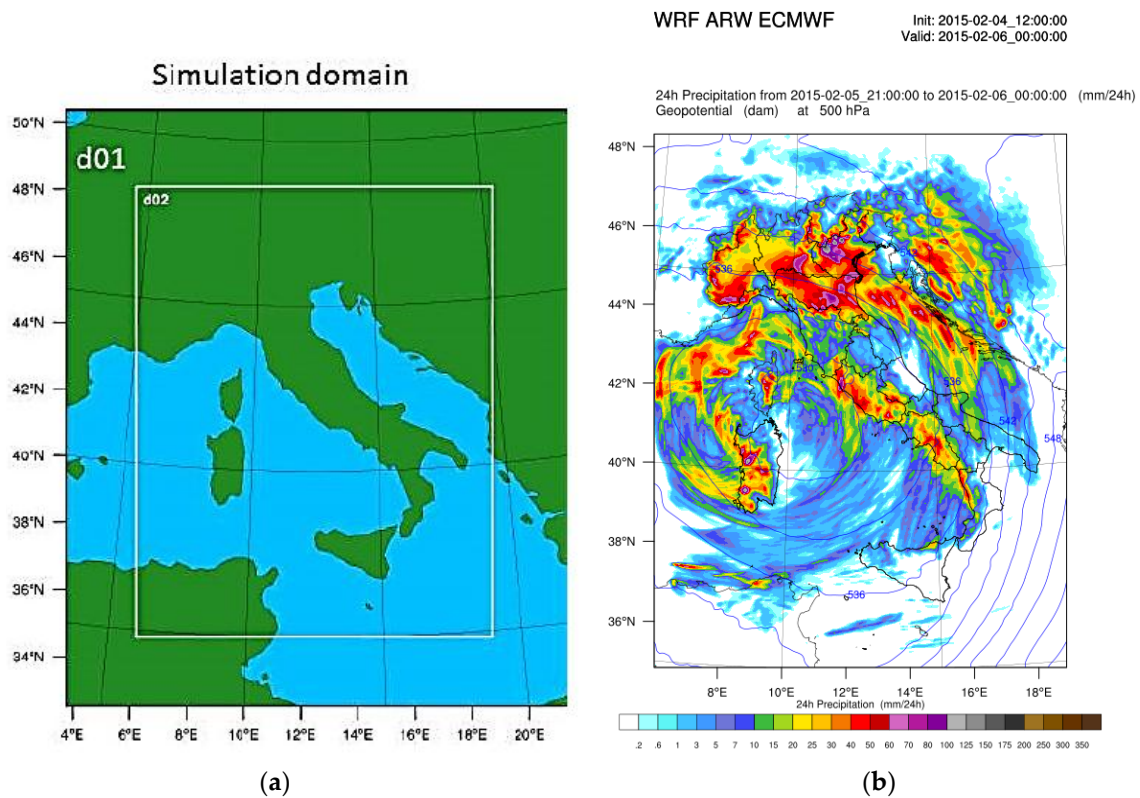 Simulation domain
50°N
48°N
46°N
44°N
42°N
40°N
38°N
36°N
34°N
d01
d02
4°E 6°E 8°E 10°E 12°E 14°E 16°E 18°E 20°E
(a)
WRF ARW ECMWF
Init: 2015-02-04_12:00:00
Valid: 2015-02-06_00:00:00
24h Precipitation from 2015-02-05_21:00:00 to 2015-02-06_00:00:00 (mm/24h)
Geopotential (dam) at 500 hPa
48°N
46°N
44°N
42°N
40°N
38°N
36°N
536
536
542
548
536
8°E 10°E 12°E 14°E 16°E 18°E
24h Precipitation (mm/24h)
.2 .6 1 3 5 7 10 15 20 25 30 40 50 60 70 80 100 125 150 175 200 250 300 350
(b)